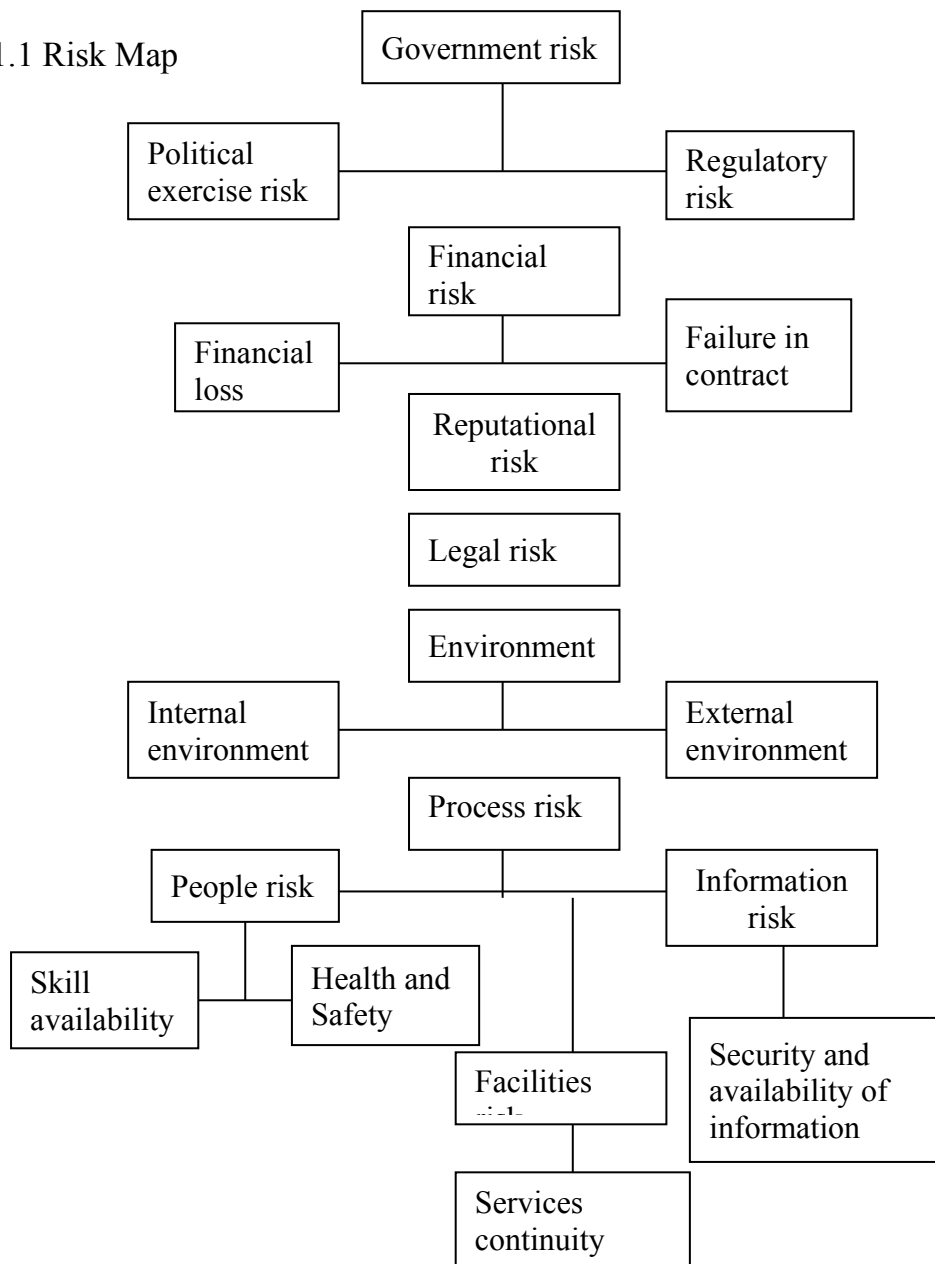 .1 Risk Map
Government risk
Political
exercise risk
Regulatory
risk
Financial
risk
Financial
loss
Failure in
contract
Reputational
risk
Legal risk
Environment
Internal
environment
External
environment
Process risk
People risk
Information
risk
Skill
availability
Health and
Safety
Facilities
Security and
availability of
information
Services
continuity